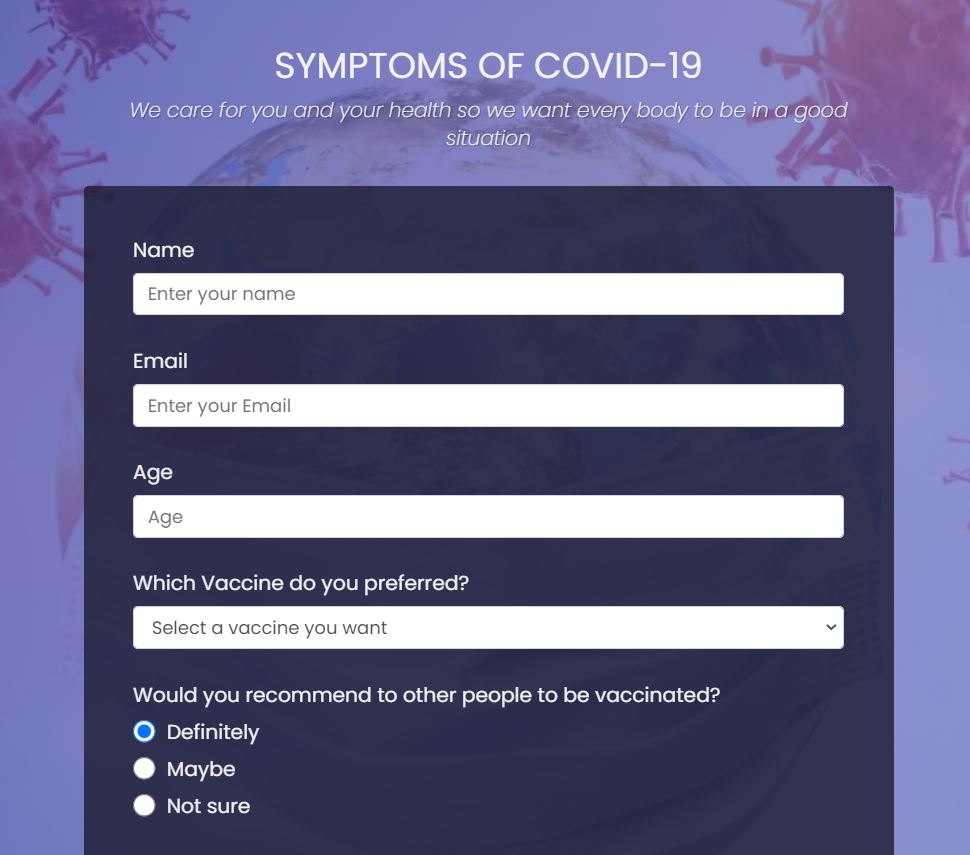 SYMPTOMS OF COVID-19
We care for you and your health so we want every body to be in a good
situation
Name
Enter your name
Email
Enter your Email
Age
Age
Which Vaccine do you preferred?
Select a vaccine you want
Would you recommend to other people to be vaccinated?
Definitely
Maybe
Not sure